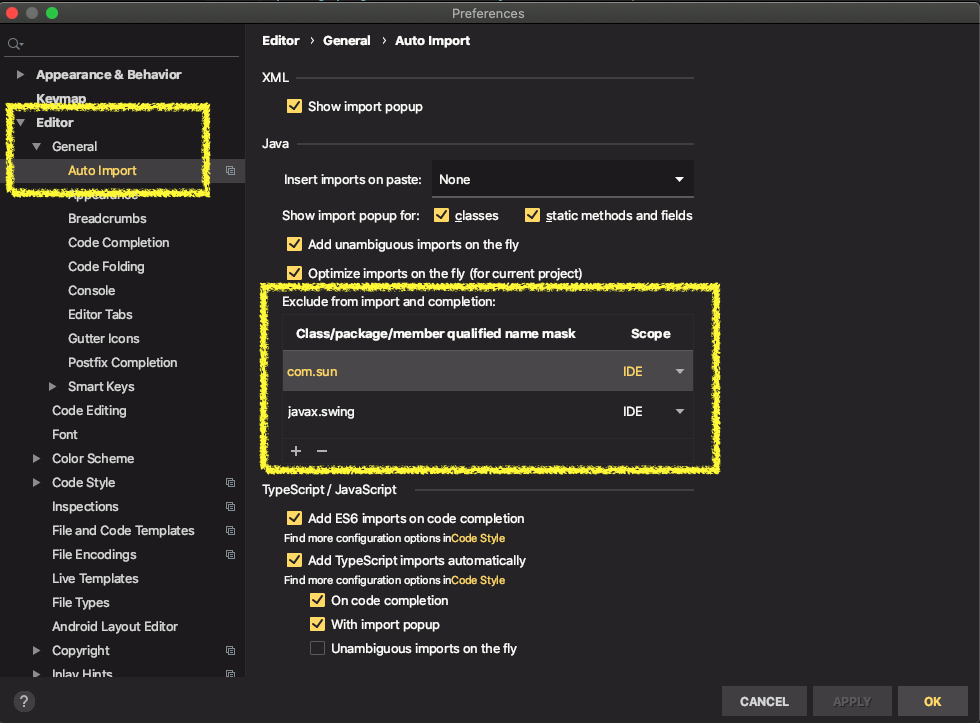 Preferences
Editor › General › Auto Import
Appearance & Behavior
Keymap
Editor
General
Auto Import
Appearance
Breadcrumbs
Code Completion
Code Folding
Console
Editor Tabs
Gutter Icons
Postfix Completion
Smart Keys
Code Editing
Font
Color Scheme
Code Style
Inspections
File and Code Templates
File Encodings
Live Templates
File Types
Android Layout Editor
Copyright
Inlay Hints
XML
Show import popup
Java
Insert imports on paste: None
Show import popup for: classes static methods and fields
Add unambiguous imports on the fly
Optimize imports on the fly (for current project)
Exclude from import and completion:
Class/package/member qualified name mask Scope
com.sun IDE
javax.swing IDE
+ −
TypeScript / JavaScript
Add ES6 imports on code completion
Find more configuration options inCode Style
Add TypeScript imports automatically
Find more configuration options inCode Style
On code completion
With import popup
Unambiguous imports on the fly
? CANCEL APPLY OK